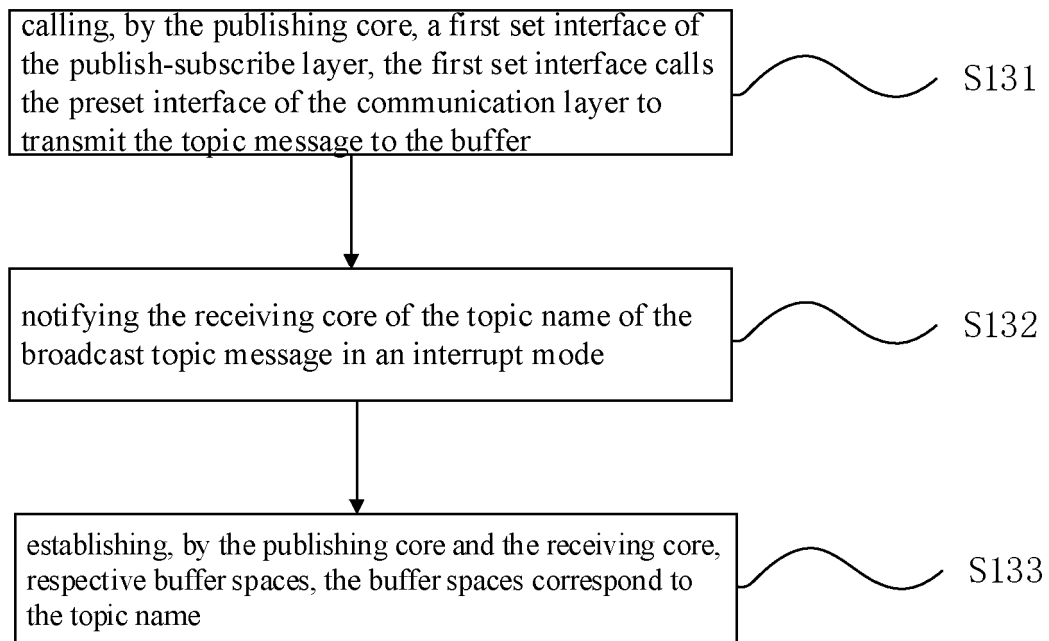 calling, by the publishing core, a first set interface of
the publish-subscribe layer, the first set interface calls
the preset interface of the communication layer to
transmit the topic message to the buffer
S131
notifying the receiving core of the topic name of the
broadcast topic message in an interrupt mode
S132
establishing, by the publishing core and the receiving core,
respective buffer spaces, the buffer spaces correspond to
the topic name
S133